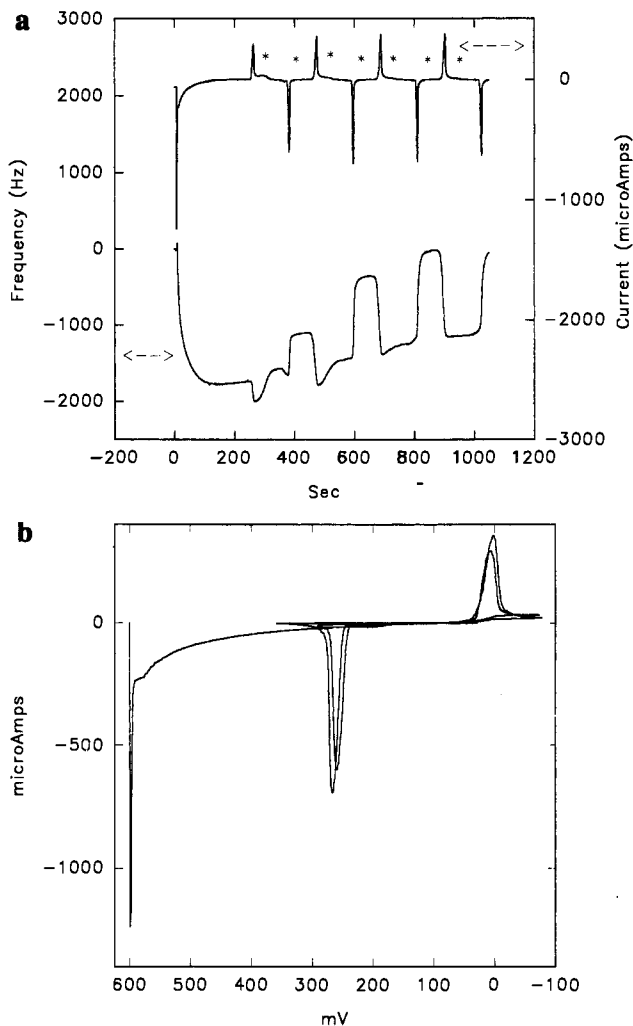 a
3000
2000
1000
0
−1000
−2000
Frequency (Hz)
* * * * * * * *
<--->
<--->
0
−1000
−2000
−3000
Current (microAmps)
−200 0 200 400 600 800 1000 1200
Sec
b
0
−500
−1000
microAmps
600 500 400 300 200 100 0 −100
mV